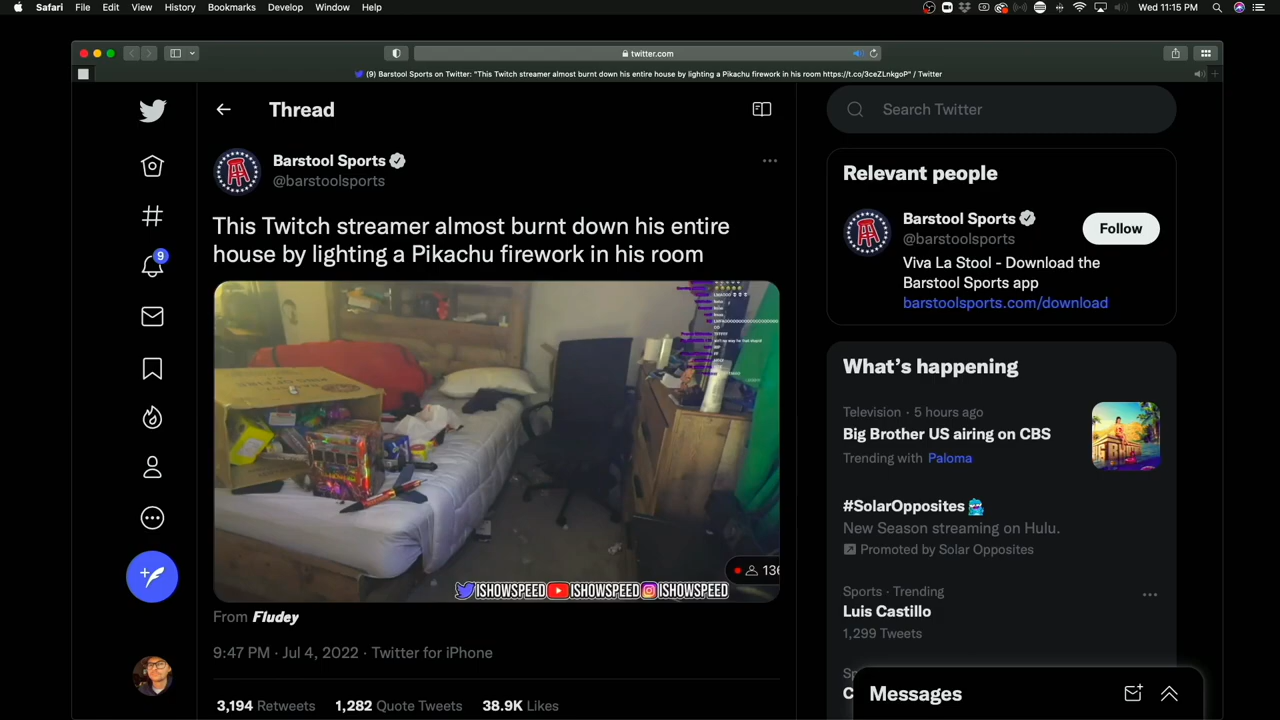 Safari File Edit View History Bookmarks Develop Window Help
Wed 11:15 PM
twitter.com
(9) Barstool Sports on Twitter: "This Twitch streamer almost burnt down his entire house by lighting a Pikachu firework in his room https://t.co/3ceZLnkgoP" / Twitter
Thread
Barstool Sports
@barstoolsports
This Twitch streamer almost burnt down his entire
house by lighting a Pikachu firework in his room
136
ISHOWSPEED ISHOWSPEED ISHOWSPEED
From Fludey
9:47 PM · Jul 4, 2022 · Twitter for iPhone
3,194 Retweets 1,282 Quote Tweets 38.9K Likes
9
Search Twitter
Relevant people
Barstool Sports
@barstoolsports
Follow
Viva La Stool - Download the
Barstool Sports app
barstoolsports.com/download
What's happening
Television · 5 hours ago
Big Brother US airing on CBS
Trending with Paloma
#SolarOpposites
New Season streaming on Hulu.
Promoted by Solar Opposites
Sports · Trending
Luis Castillo
1,299 Tweets
Messages